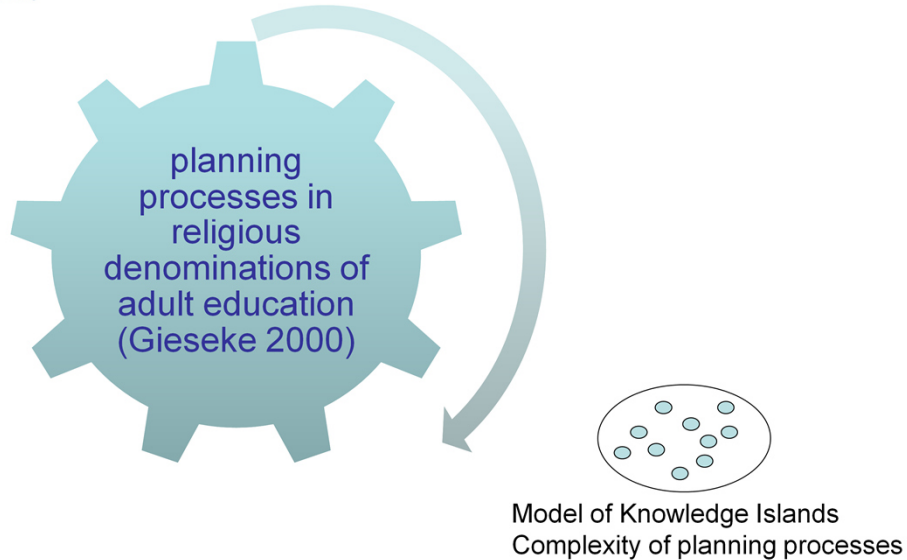 planning
processes in
religious
denominations of
adult education
(Gieseke 2000)
Model of Knowledge Islands
Complexity of planning processes